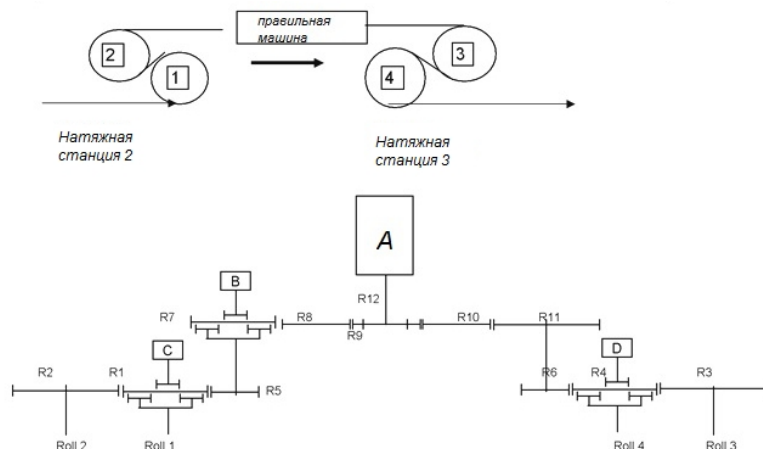 правильная
машина
2
1
3
4
Натяжная
станция 2
Натяжная
станция 3
A
B
R12
R7
R8
R9
R10
R11
C
D
R2
R1
R5
R6
R4
R3
Roll 2
Roll 1
Roll 4
Roll 3